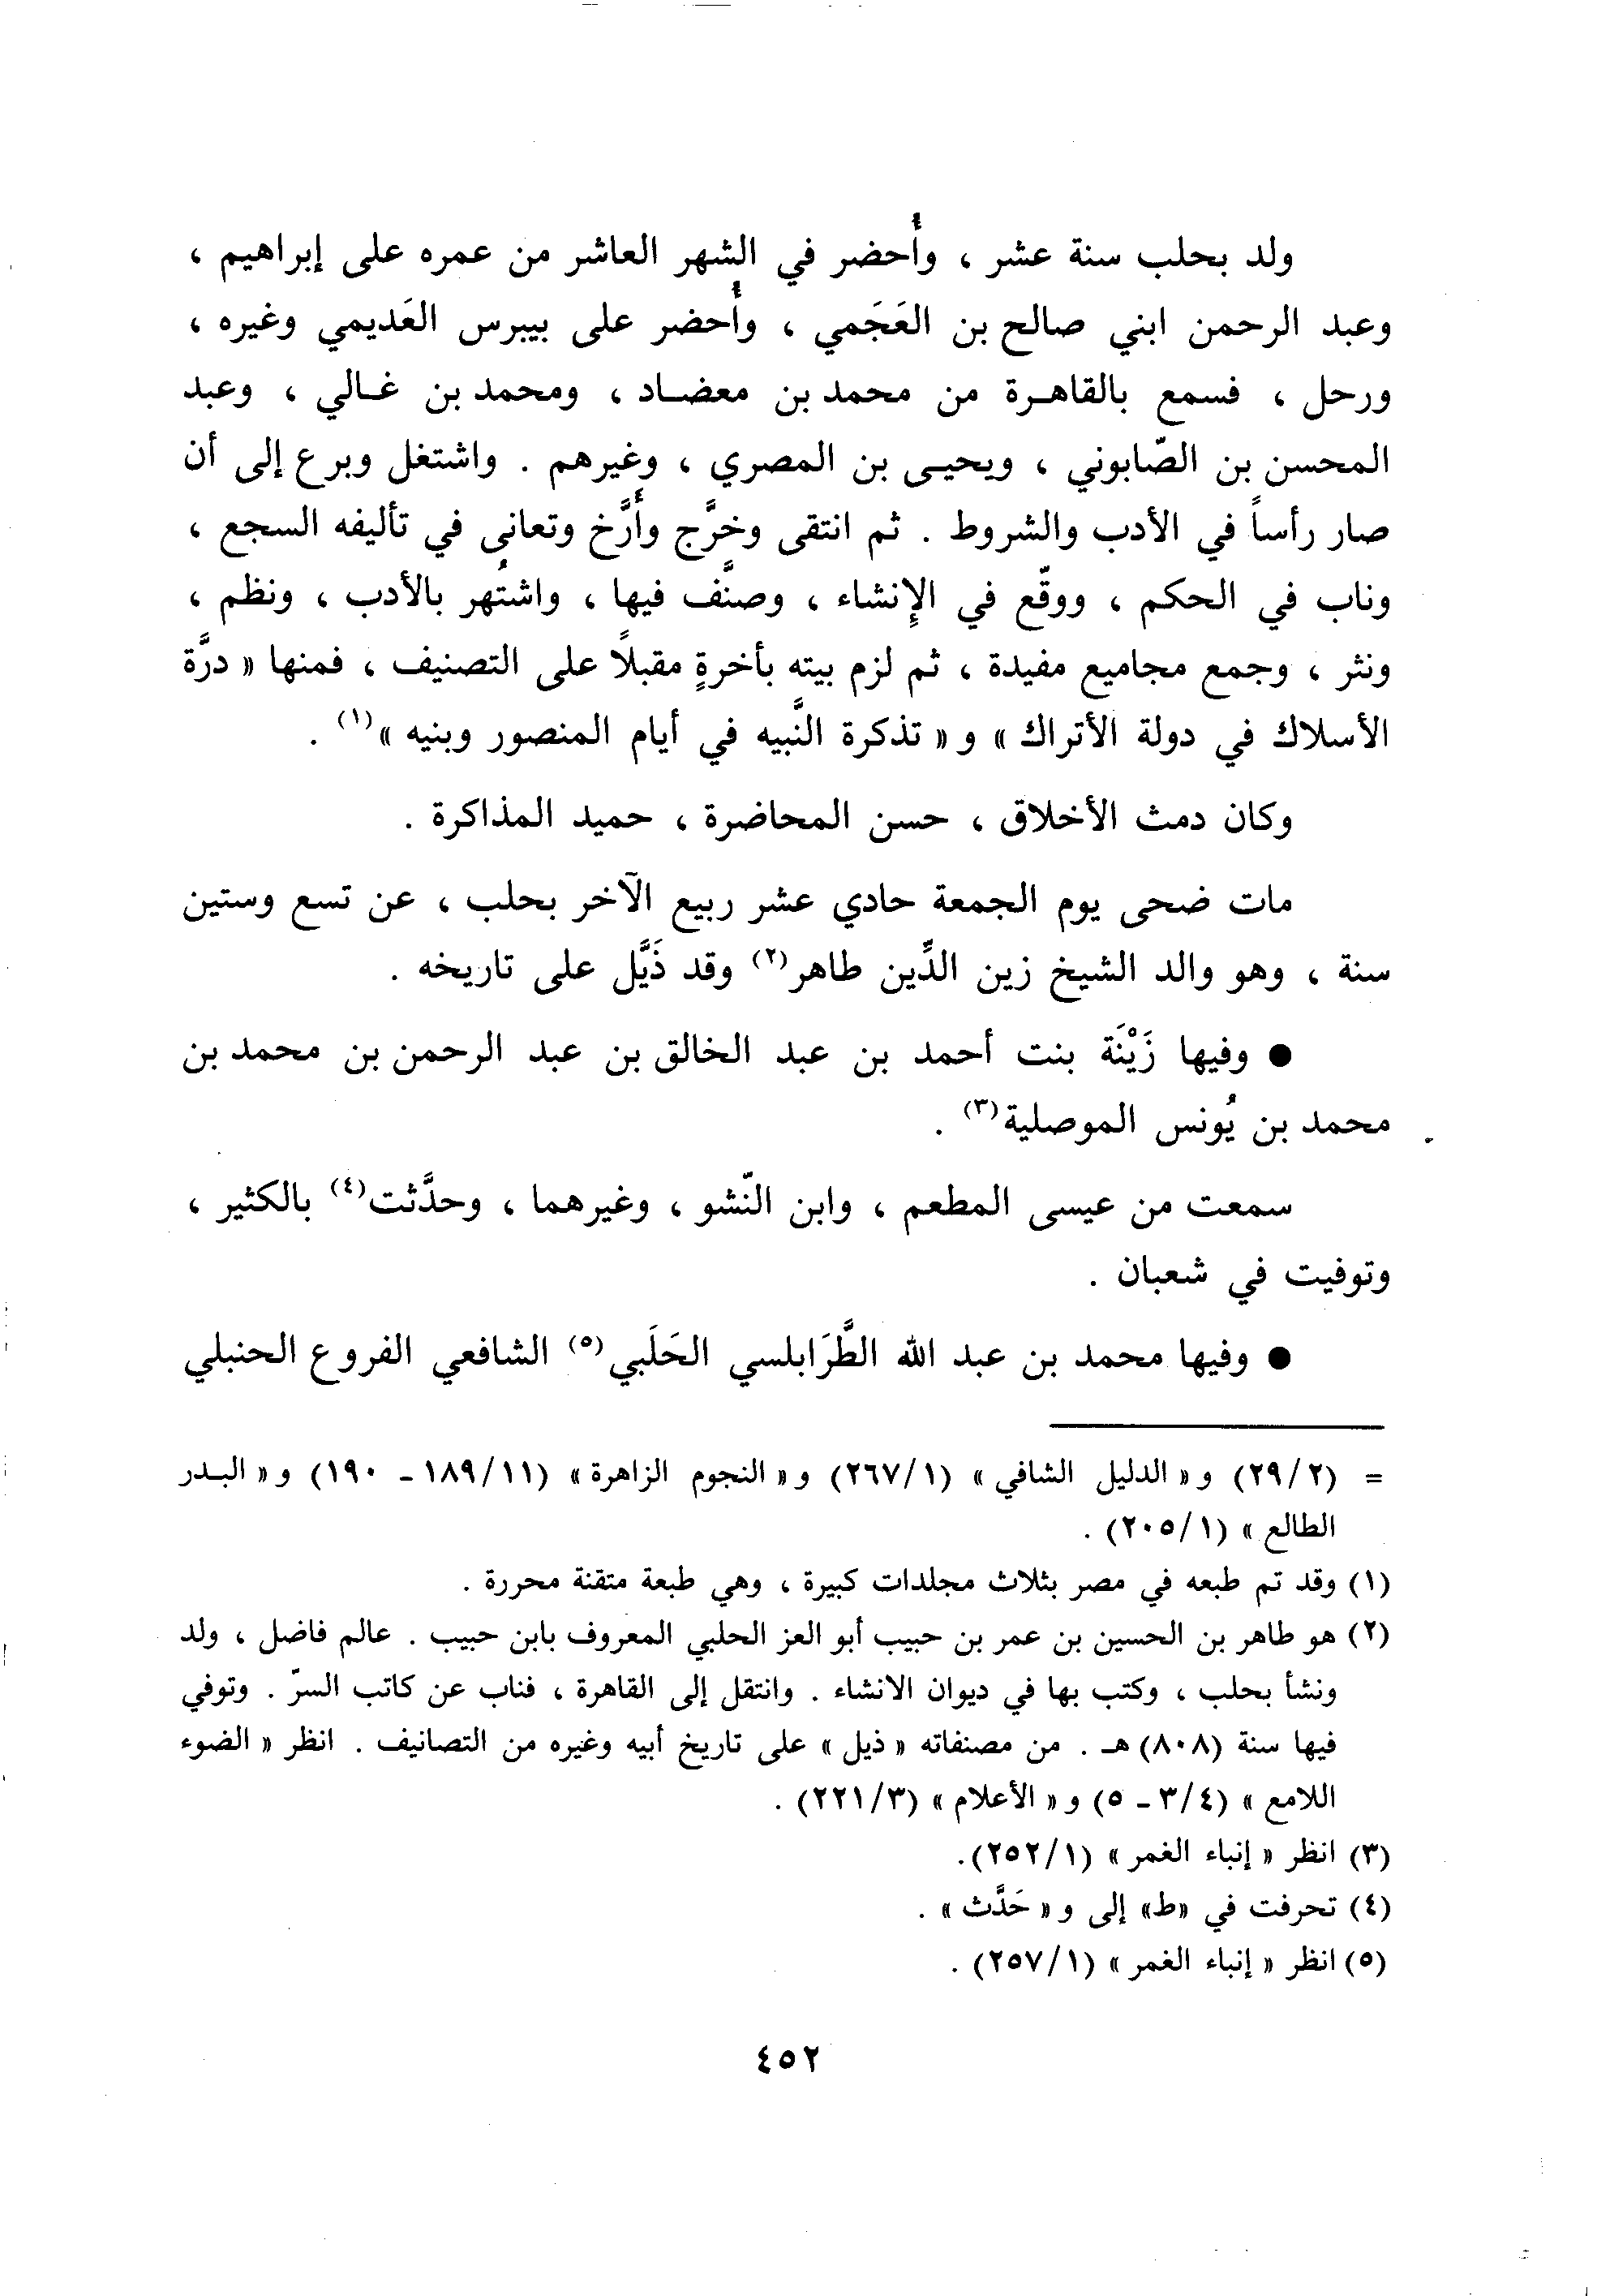 ولد بحلب سنة عشر ، وأُحضر في الشهر العاشر من عمره على إبراهيم ،
وعبد الرحمن ابني صالح بن العَجَمي ، وأُحضر على بيبرس العَديمي وغيره ،
ورحل ، فسمع بالقاهرة من محمد بن معضاد ، ومحمد بن غالي ، وعبد
المحسن بن الصّابوني ، ويحيى بن المصري ، وغيرهم . واشتغل وبرع إلى أن
صار رأساً في الأدب والشروط . ثم انتقى وخرَّج وأَرَّخ وتعانى في تأليفه السجع ،
وناب في الحكم ، ووقّع في الإِنشاء ، وصنَّف فيها ، واشتُهر بالأدب ، ونظم ،
ونثر ، وجمع مجاميع مفيدة ، ثم لزم بيته بأخرةٍ مقبلاً على التصنيف ، فمنها « درَّة
الأسلاك في دولة الأتراك » و « تذكرة النَّبيه في أيام المنصور وبنيه »(١) .
وكان دمث الأخلاق ، حسن المحاضرة ، حميد المذاكرة .
مات ضحى يوم الجمعة حادي عشر ربيع الآخر بحلب ، عن تسع وستين
سنة ، وهو والد الشيخ زين الدِّين طاهر(٢) وقد ذَيَّل على تاريخه .
● وفيها زَيْنَة بنت أحمد بن عبد الخالق بن عبد الرحمن بن محمد بن
محمد بن يُونس الموصلية(٣) .
سمعت من عيسى المطعم ، وابن النّشو ، وغيرهما ، وحدَّثت(٤) بالكثير ،
وتوفيت في شعبان .
● وفيها محمد بن عبد الله الطَّرَابلسي الحَلَبي(٥) الشافعي الفروع الحنبلي
= (٢٩/٢) و « الدليل الشافي » (٢٦٧/١) و « النجوم الزاهرة » (١٨٩/١١ - ١٩٠) و « البدر
الطالع » (٢٠٥/١) .
(١) وقد تم طبعه في مصر بثلاث مجلدات كبيرة ، وهي طبعة متقنة محررة .
(٢) هو طاهر بن الحسين بن عمر بن حبيب أبو العز الحلبي المعروف بابن حبيب . عالم فاضل ، ولد
ونشأ بحلب ، وكتب بها في ديوان الانشاء . وانتقل إلى القاهرة ، فناب عن كاتب السرّ . وتوفي
فيها سنة (٨٠٨) هـ . من مصنفاته « ذيل » على تاريخ أبيه وغيره من التصانيف . انظر « الضوء
اللامع » (٣/٤ - ٥) و « الأعلام » (٢٢١/٣) .
(٣) انظر « إنباء الغمر » (٢٥٢/١).
(٤) تحرفت في «ط» إلى و « حَدَّث » .
(٥) انظر « إنباء الغمر » (٢٥٧/١) .
٤٥٢